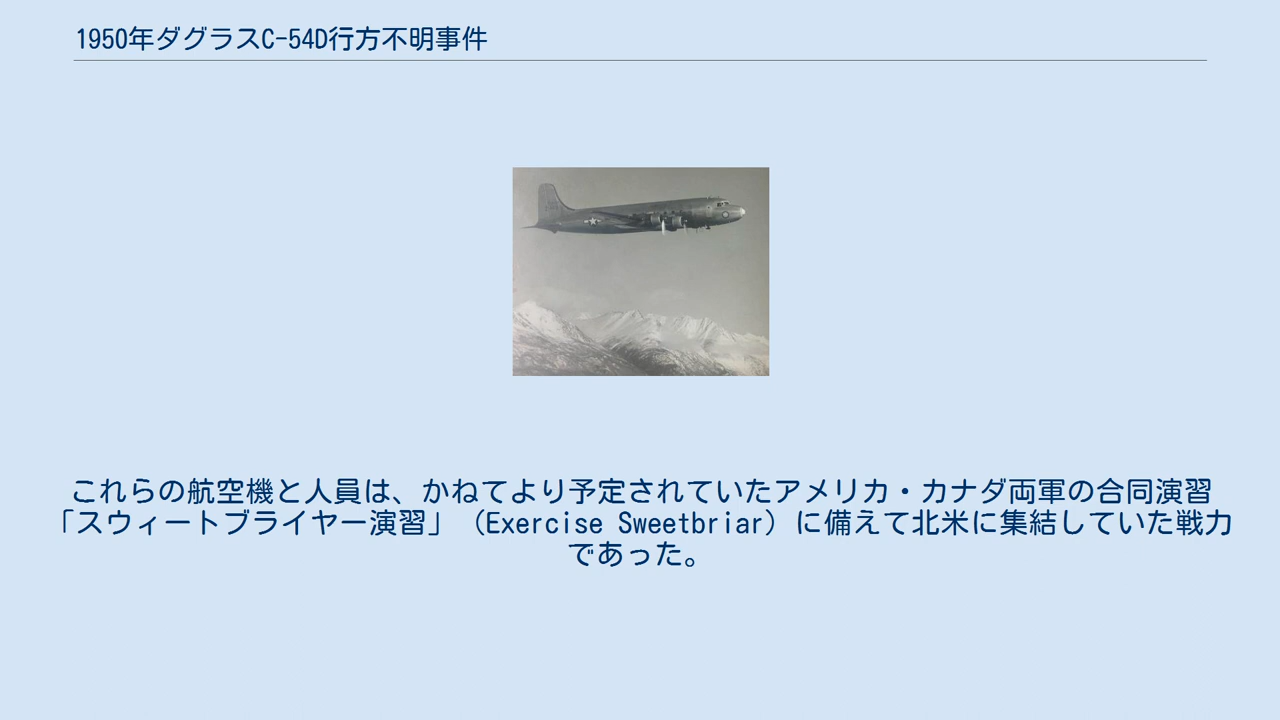 1950年ダグラスC-54D行方不明事件
これらの航空機と人員は、かねてより予定されていたアメリカ・カナダ両軍の合同演習
「スウィートブライヤー演習」（Exercise Sweetbriar）に備えて北米に集結していた戦力
であった。